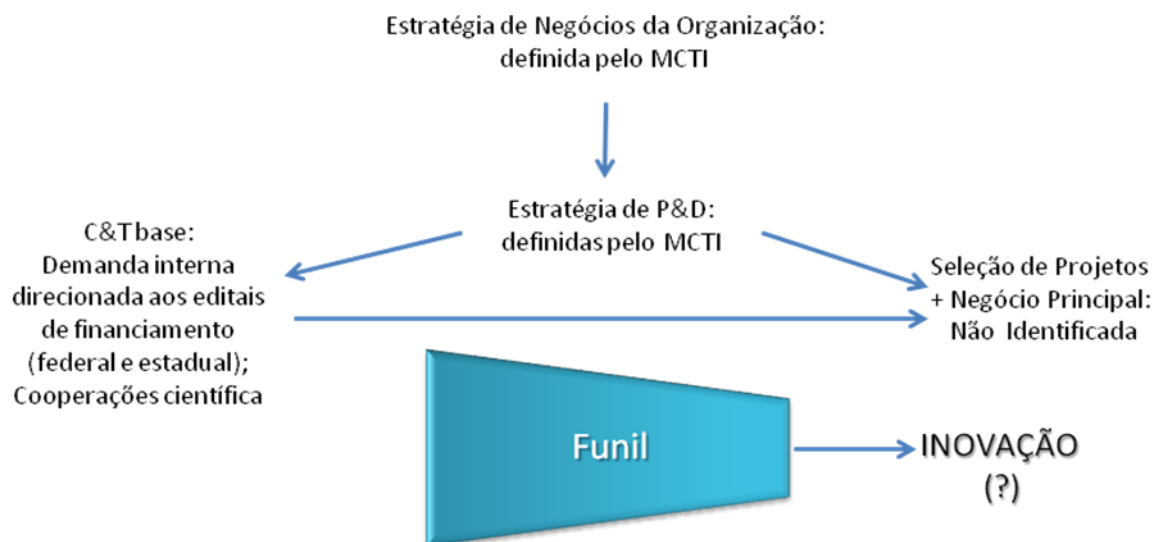 Estratégia de Negócios da Organização:
definida pelo MCTI
Estratégia de P&D:
definidas pelo MCTI
C&T base:
Demanda interna
direcionada aos editais
de financiamento
(federal e estadual);
Cooperações científica
Seleção de Projetos
+ Negócio Principal:
Não Identificada
Funil
INOVAÇÃO
(?)